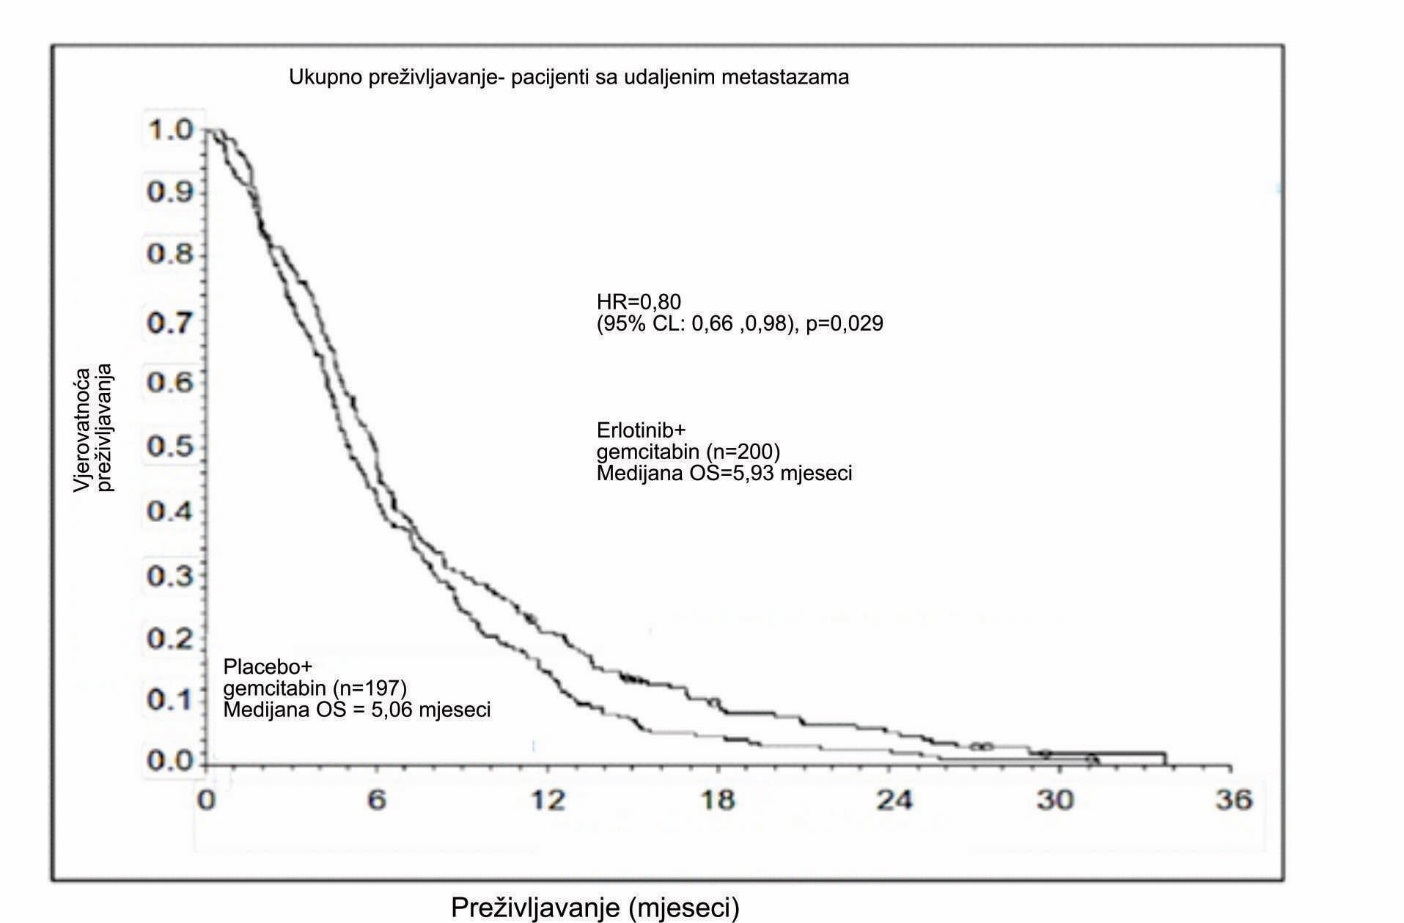 Ukupno preživljavanje- pacijenti sa udaljenim metastazama
1.0
0.9
0.8
0.7
0.6
0.5
0.4
0.3
0.2
0.1
0.0
Vjerovatnoća
preživljavanja
HR=0,80
(95% CL: 0,66 ,0,98), p=0,029
Erlotinib+
gemcitabin (n=200)
Medijana OS=5,93 mjeseci
Placebo+
gemcitabin (n=197)
Medijana OS = 5,06 mjeseci
0 6 12 18 24 30 36
Preživljavanje (mjeseci)